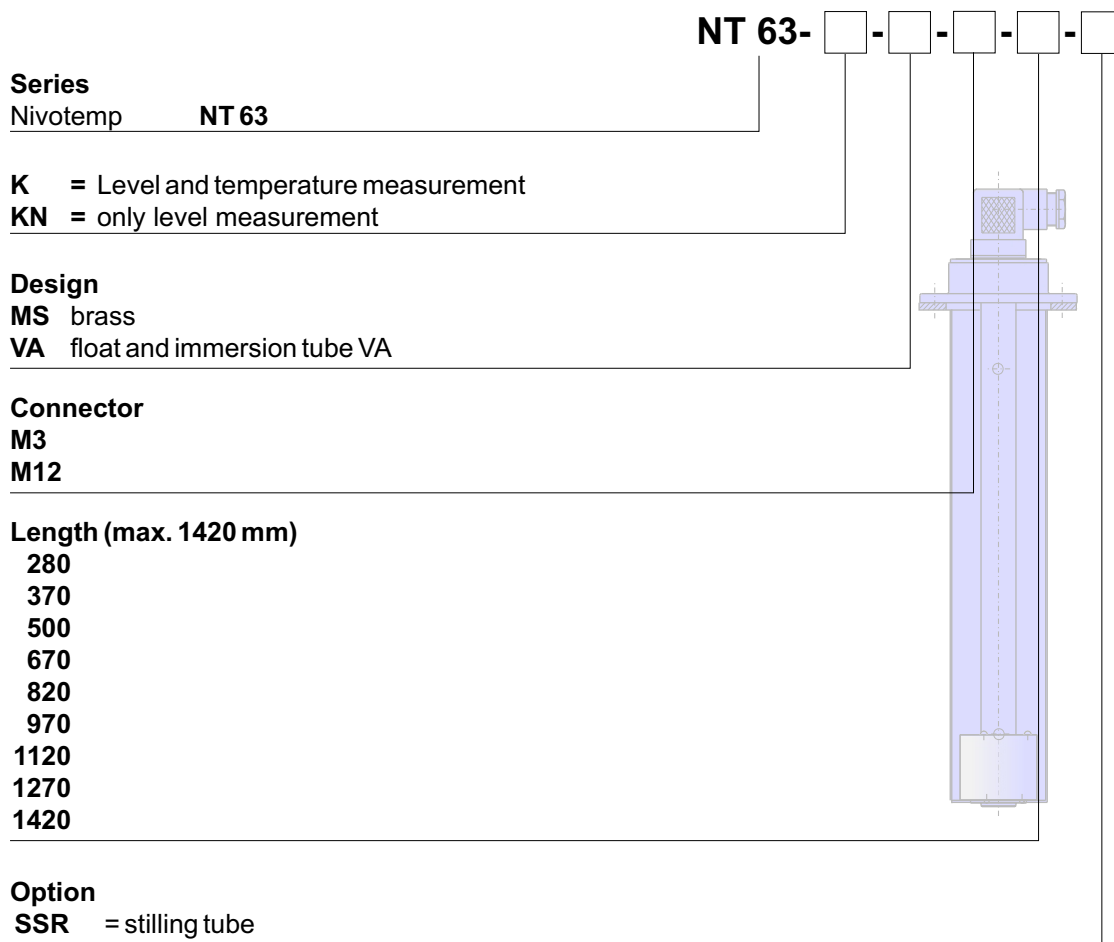 NT 63- - - - -
Series
Nivotemp NT 63
K = Level and temperature measurement
KN = only level measurement
Design
MS brass
VA float and immersion tube VA
Connector
M3
M12
Length (max. 1420 mm)
280
370
500
670
820
970
1120
1270
1420
Option
SSR = stilling tube